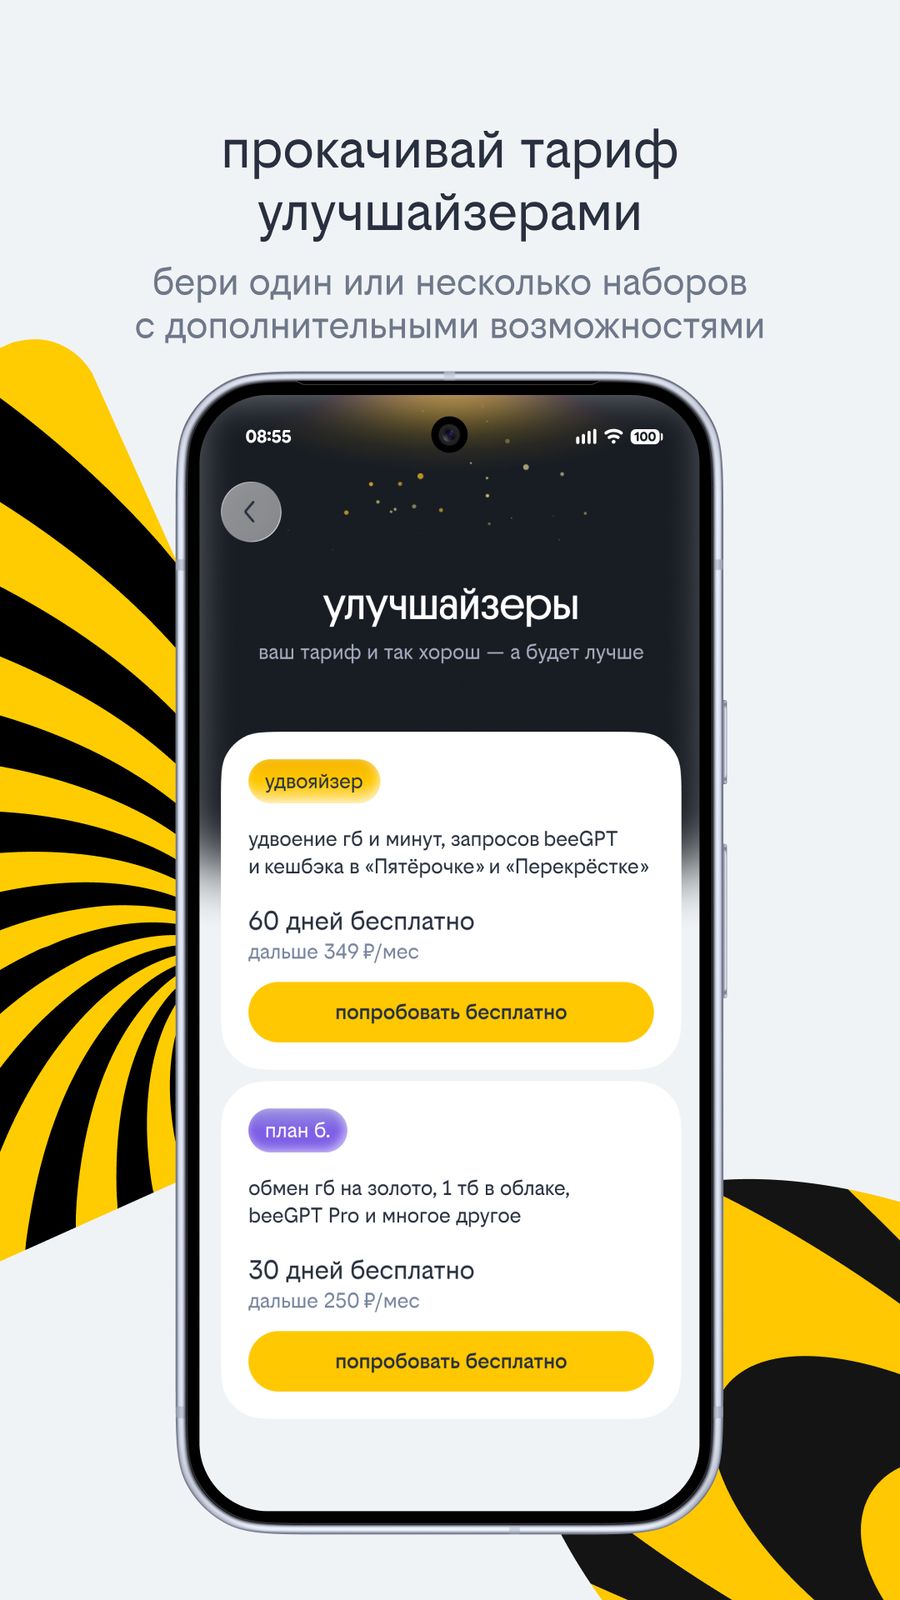 прокачивай тариф
улучшайзерами
бери один или несколько наборов
с дополнительными возможностями
08:55
100
улучшайзеры
ваш тариф и так хорош — а будет лучше
удвояйзер
удвоение гб и минут, запросов beeGPT
и кешбэка в «Пятёрочке» и «Перекрёстке»
60 дней бесплатно
дальше 349 ₽/мес
попробовать бесплатно
план б.
обмен гб на золото, 1 тб в облаке,
beeGPT Pro и многое другое
30 дней бесплатно
дальше 250 ₽/мес
попробовать бесплатно